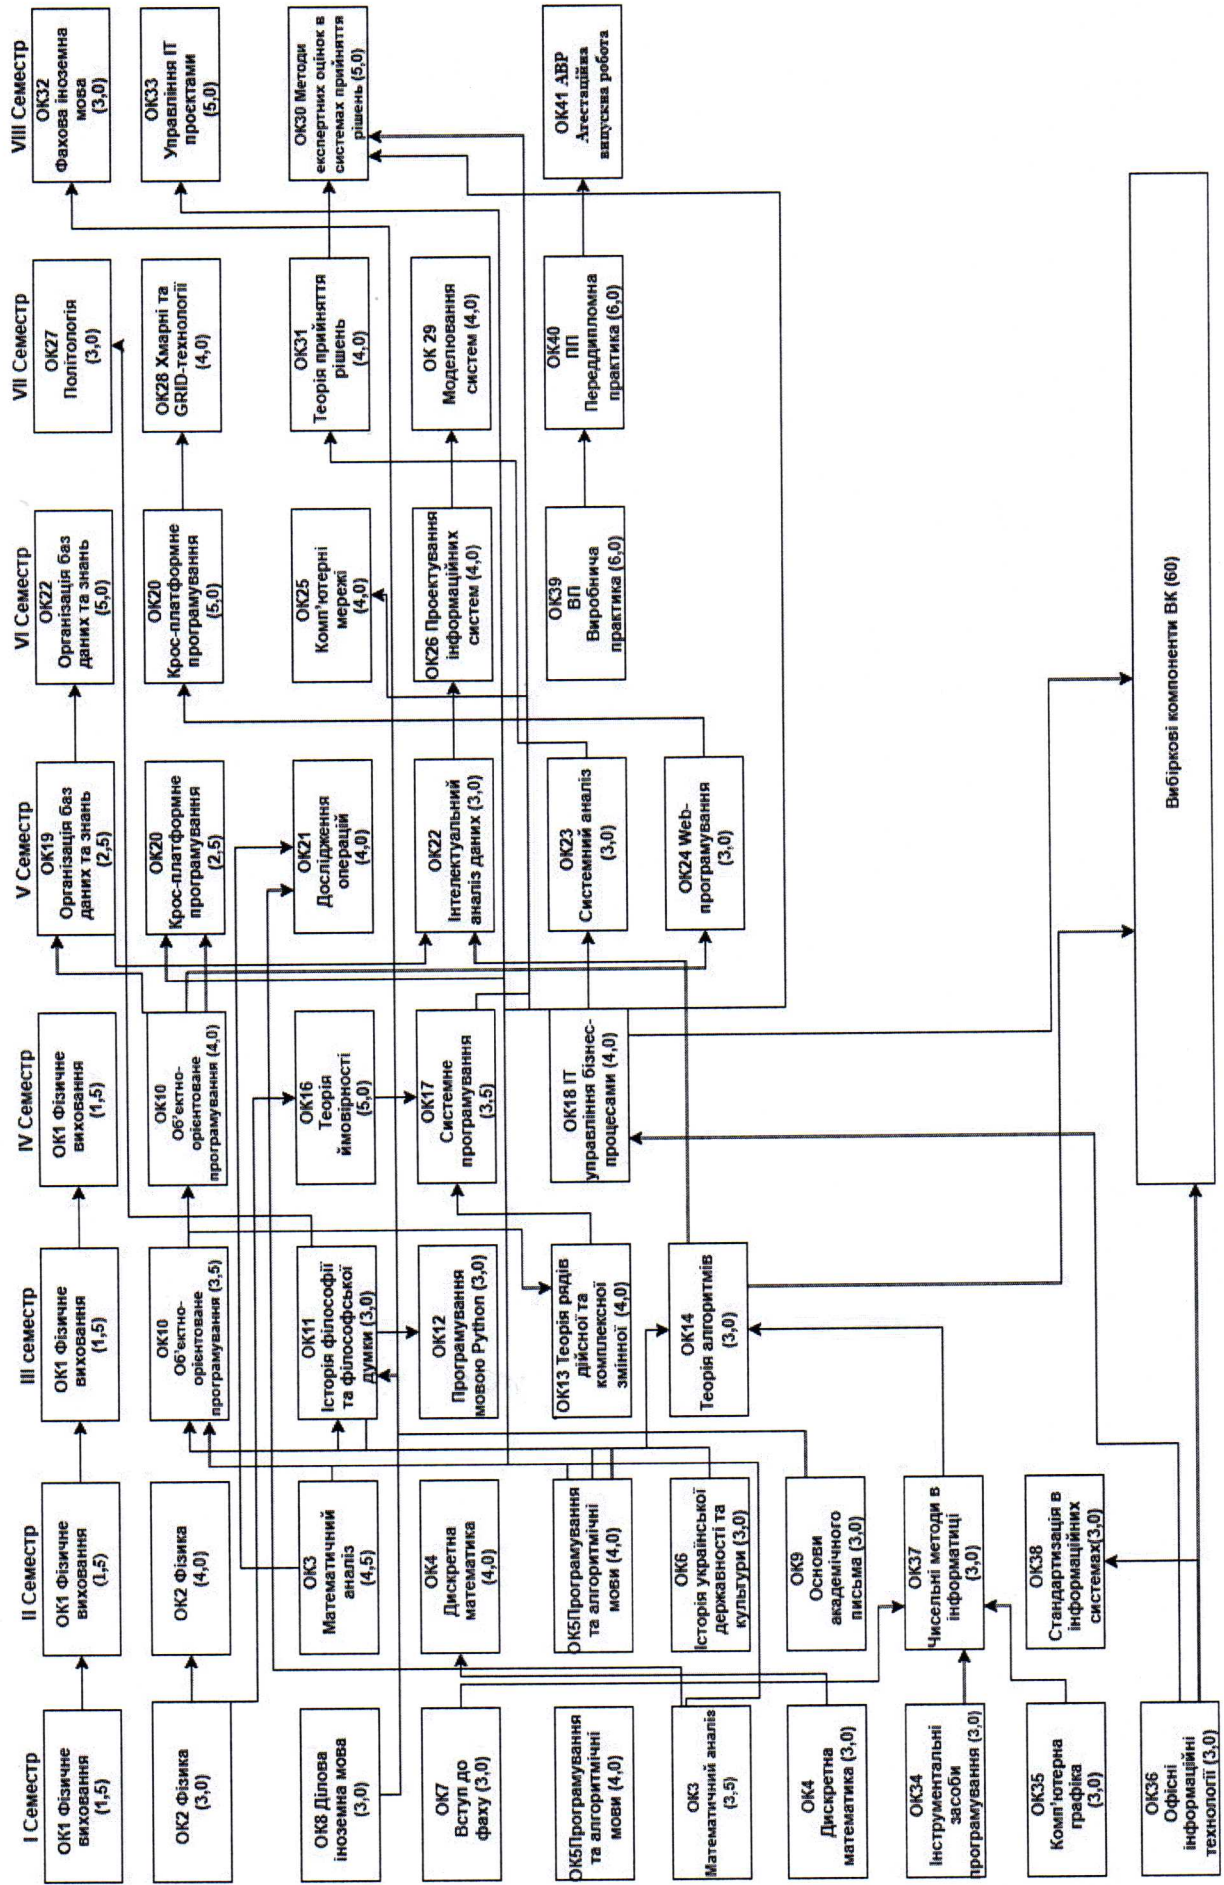 I Семестр
ОК1 Фізичне
виховання
(1,5)
ОК2 Фізика
(3,0)
ОК8 Ділова
іноземна мова
(3,0)
ОК7
Вступ до
фаху (3,0)
ОК5Програмування
та алгоритмічні
мови (4,0)
ОК3
Математичний аналіз
(3,5)
ОК4
Дискретна
математика (3,0)
ОК34
Інструментальні
засоби
програмування (3,0)
ОК35
Комп'ютерна
графіка
(3,0)
ОК36
Офісні
інформаційні
технології (3,0)
II Семестр
ОК1 Фізичне
виховання
(1,5)
ОК2 Фізика
(4,0)
ОК3
Математичний
аналіз
(4,5)
ОК4
Дискретна
математика
(4,0)
ОК5Програмування
та алгоритмічні
мови (4,0)
ОК6
Історія української
державності та
культури (3,0)
ОК9
Основи
академічного
письма (3,0)
ОК37
Чисельні методи в
інформатиці
(3,0)
ОК38
Стандартизація в
інформаційних
системах(3,0)
III семестр
ОК1 Фізичне
виховання
(1,5)
ОК10
Об'єктно-
орієнтоване
програмування (3,5)
ОК11
Історія філософії
та філософської
думки (3,0)
ОК12
Програмування
мовою Python (3,0)
ОК13 Теорія рядів
дійсної та
комплексної
змінної (4,0)
ОК14
Теорія алгоритмів
(3,0)
IV Семестр
ОК1 Фізичне
виховання
(1,5)
ОК10
Об'єктно-
орієнтоване
програмування (4,0)
ОК16
Теорія
ймовірності
(5,0)
ОК17
Системне
програмування
(3,5)
ОК18 ІТ
управління бізнес-
процесами (4,0)
V Семестр
ОК19
Організація баз
даних та знань
(2,5)
ОК20
Крос-платформне
програмування
(2,5)
ОК21
Дослідження
операцій
(4,0)
ОК22
Інтелектуальний
аналіз даних (3,0)
ОК23
Системний аналіз
(3,0)
ОК24 Web-
програмування
(3,0)
VI Семестр
ОК22
Організація баз
даних та знань
(5,0)
ОК20
Крос-платформне
програмування
(5,0)
ОК25
Комп'ютерні
мережі
(4,0)
ОК26 Проектування
інформаційних
систем (4,0)
ОК39
ВП
Виробнича
практика (6,0)
VII Семестр
ОК27
Політологія
(3,0)
ОК28 Хмарні та
GRID-технології
(4,0)
ОК31
Теорія прийняття
рішень
(4,0)
ОК 29
Моделювання
систем (4,0)
ОК40
ПП
Переддипломна
практика (6,0)
VIII Семестр
ОК32
Фахова іноземна
мова
(3,0)
ОК33
Управління ІТ
проєктами
(5,0)
ОК30 Методи
експертних оцінок в
системах прийняття
рішень (5,0)
ОК41 АВР
Атестаційна
випускна робота
Вибіркові компоненти ВК (60)